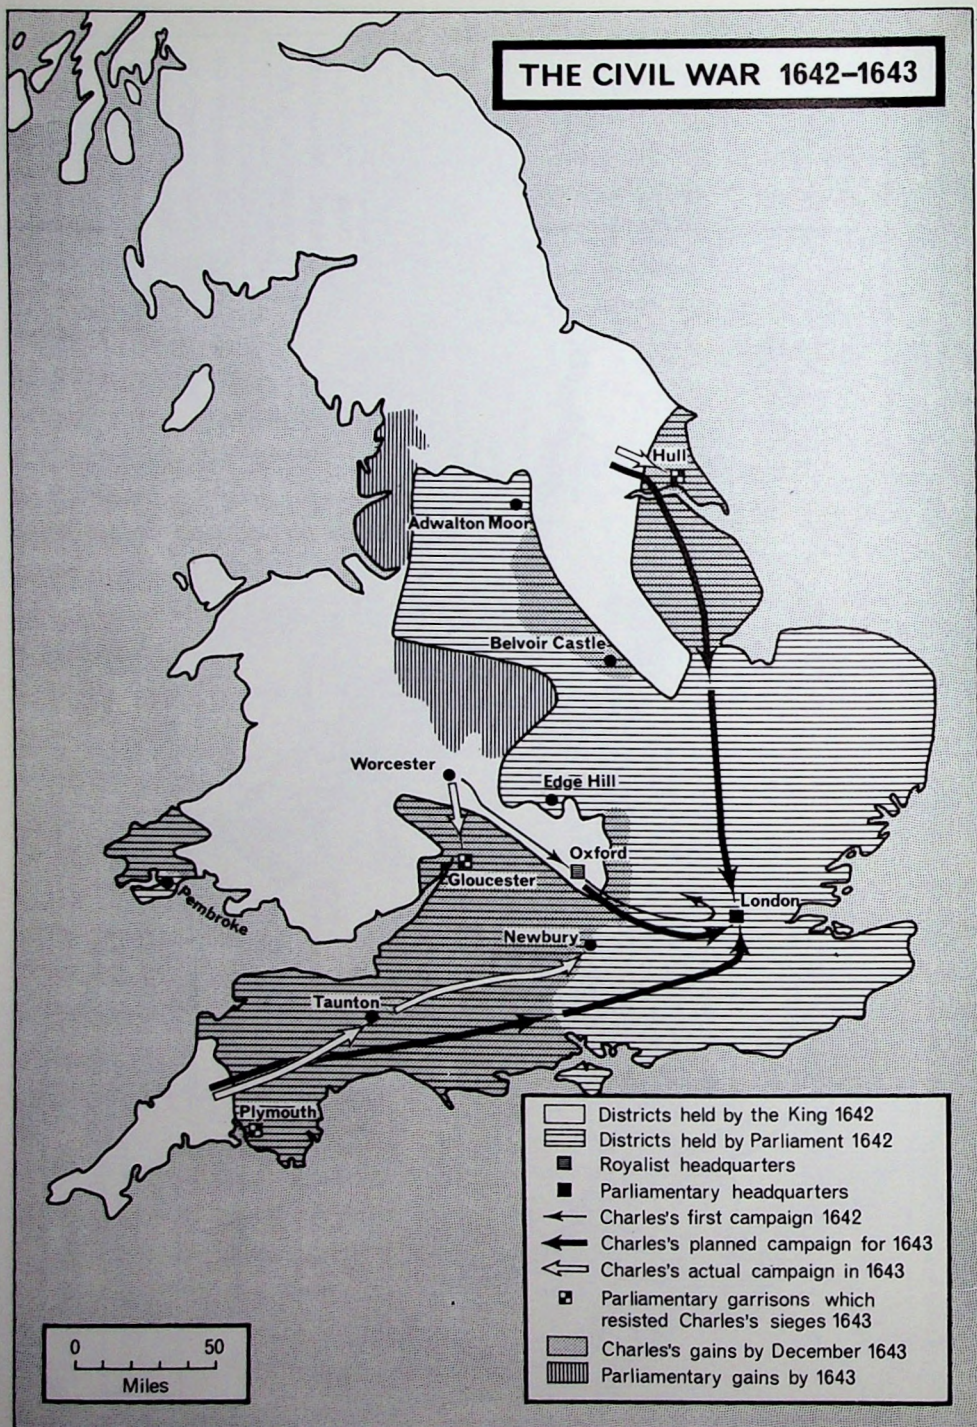 THE CIVIL WAR 1642–1643
Hull
Adwalton Moor
Belvoir Castle
Worcester
Edge Hill
Oxford
Gloucester
Pembroke
London
Newbury
Taunton
Plymouth
Districts held by the King 1642
Districts held by Parliament 1642
Royalist headquarters
Parliamentary headquarters
Charles's first campaign 1642
Charles's planned campaign for 1643
Charles's actual campaign in 1643
Parliamentary garrisons which
resisted Charles's sieges 1643
Charles's gains by December 1643
Parliamentary gains by 1643
0 50
Miles